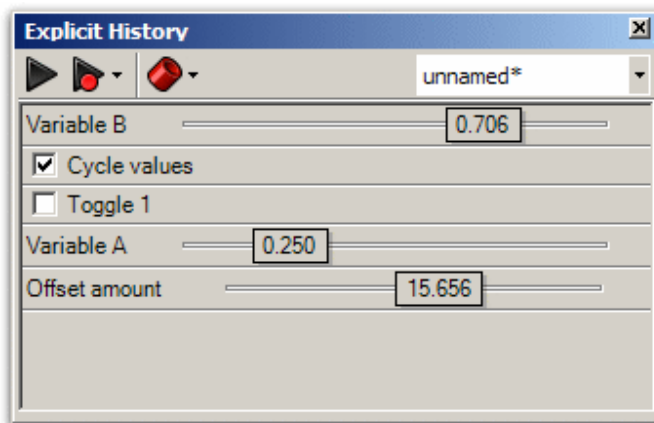 Explicit History
unnamed*
Variable B 0.706
Cycle values
Toggle 1
Variable A 0.250
Offset amount 15.656